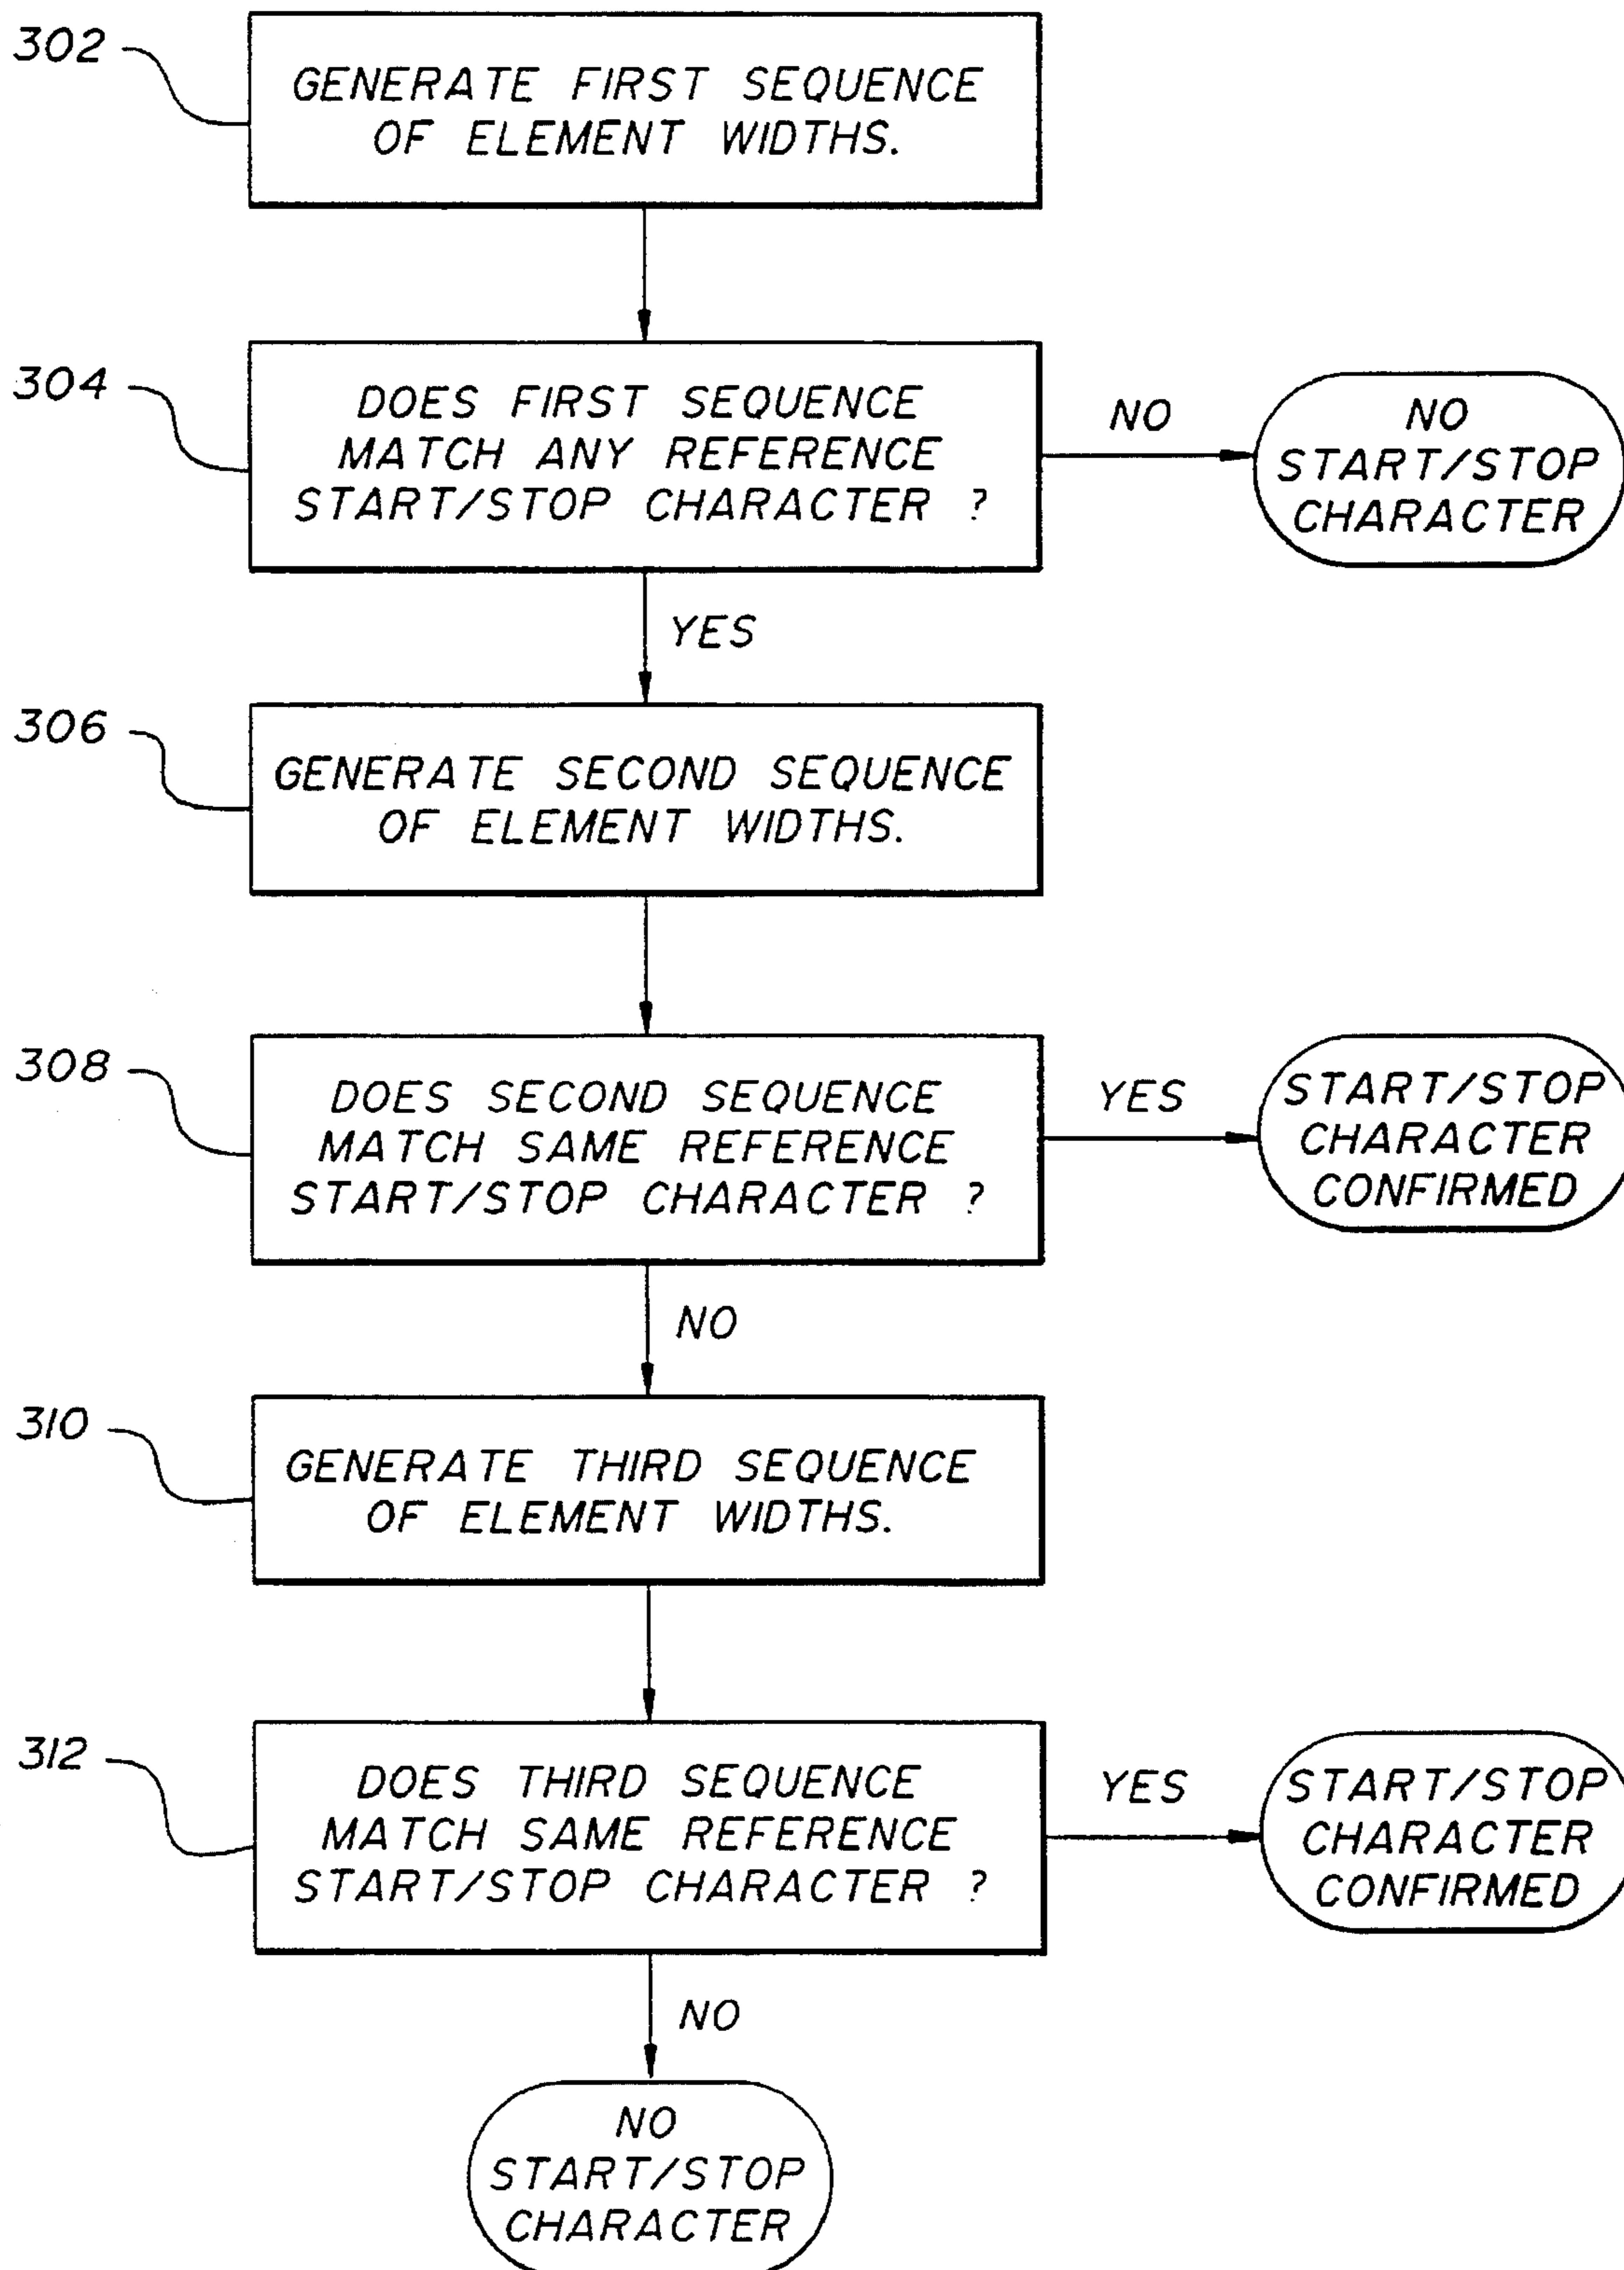 302
GENERATE FIRST SEQUENCE
OF ELEMENT WIDTHS.
304
DOES FIRST SEQUENCE
MATCH ANY REFERENCE
START/STOP CHARACTER ?
NO
NO
START/STOP
CHARACTER
YES
306
GENERATE SECOND SEQUENCE
OF ELEMENT WIDTHS.
308
DOES SECOND SEQUENCE
MATCH SAME REFERENCE
START/STOP CHARACTER ?
YES
START/STOP
CHARACTER
CONFIRMED
NO
310
GENERATE THIRD SEQUENCE
OF ELEMENT WIDTHS.
312
DOES THIRD SEQUENCE
MATCH SAME REFERENCE
START/STOP CHARACTER ?
YES
START/STOP
CHARACTER
CONFIRMED
NO
NO
START/STOP
CHARACTER